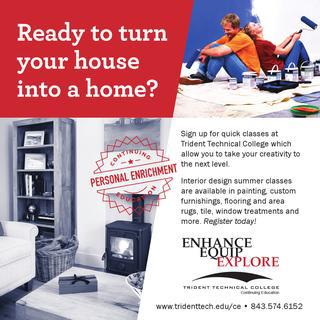 Ready to turn
your house
into a home?
Sign up for quick classes at
Trident Technical College which
allow you to take your creativity to
the next level.
CONTINUING
PERSONAL ENRICHMENT
EDUCATION
Interior design summer classes
are available in painting, custom
furnishings, flooring and area
rugs, tile, window treatments and
more. Register today!
ENHANCE
EQUIP
EXPLORE
TRIDENT TECHNICAL COLLEGE
Continuing Education
www.tridenttech.edu/ce • 843.574.6152